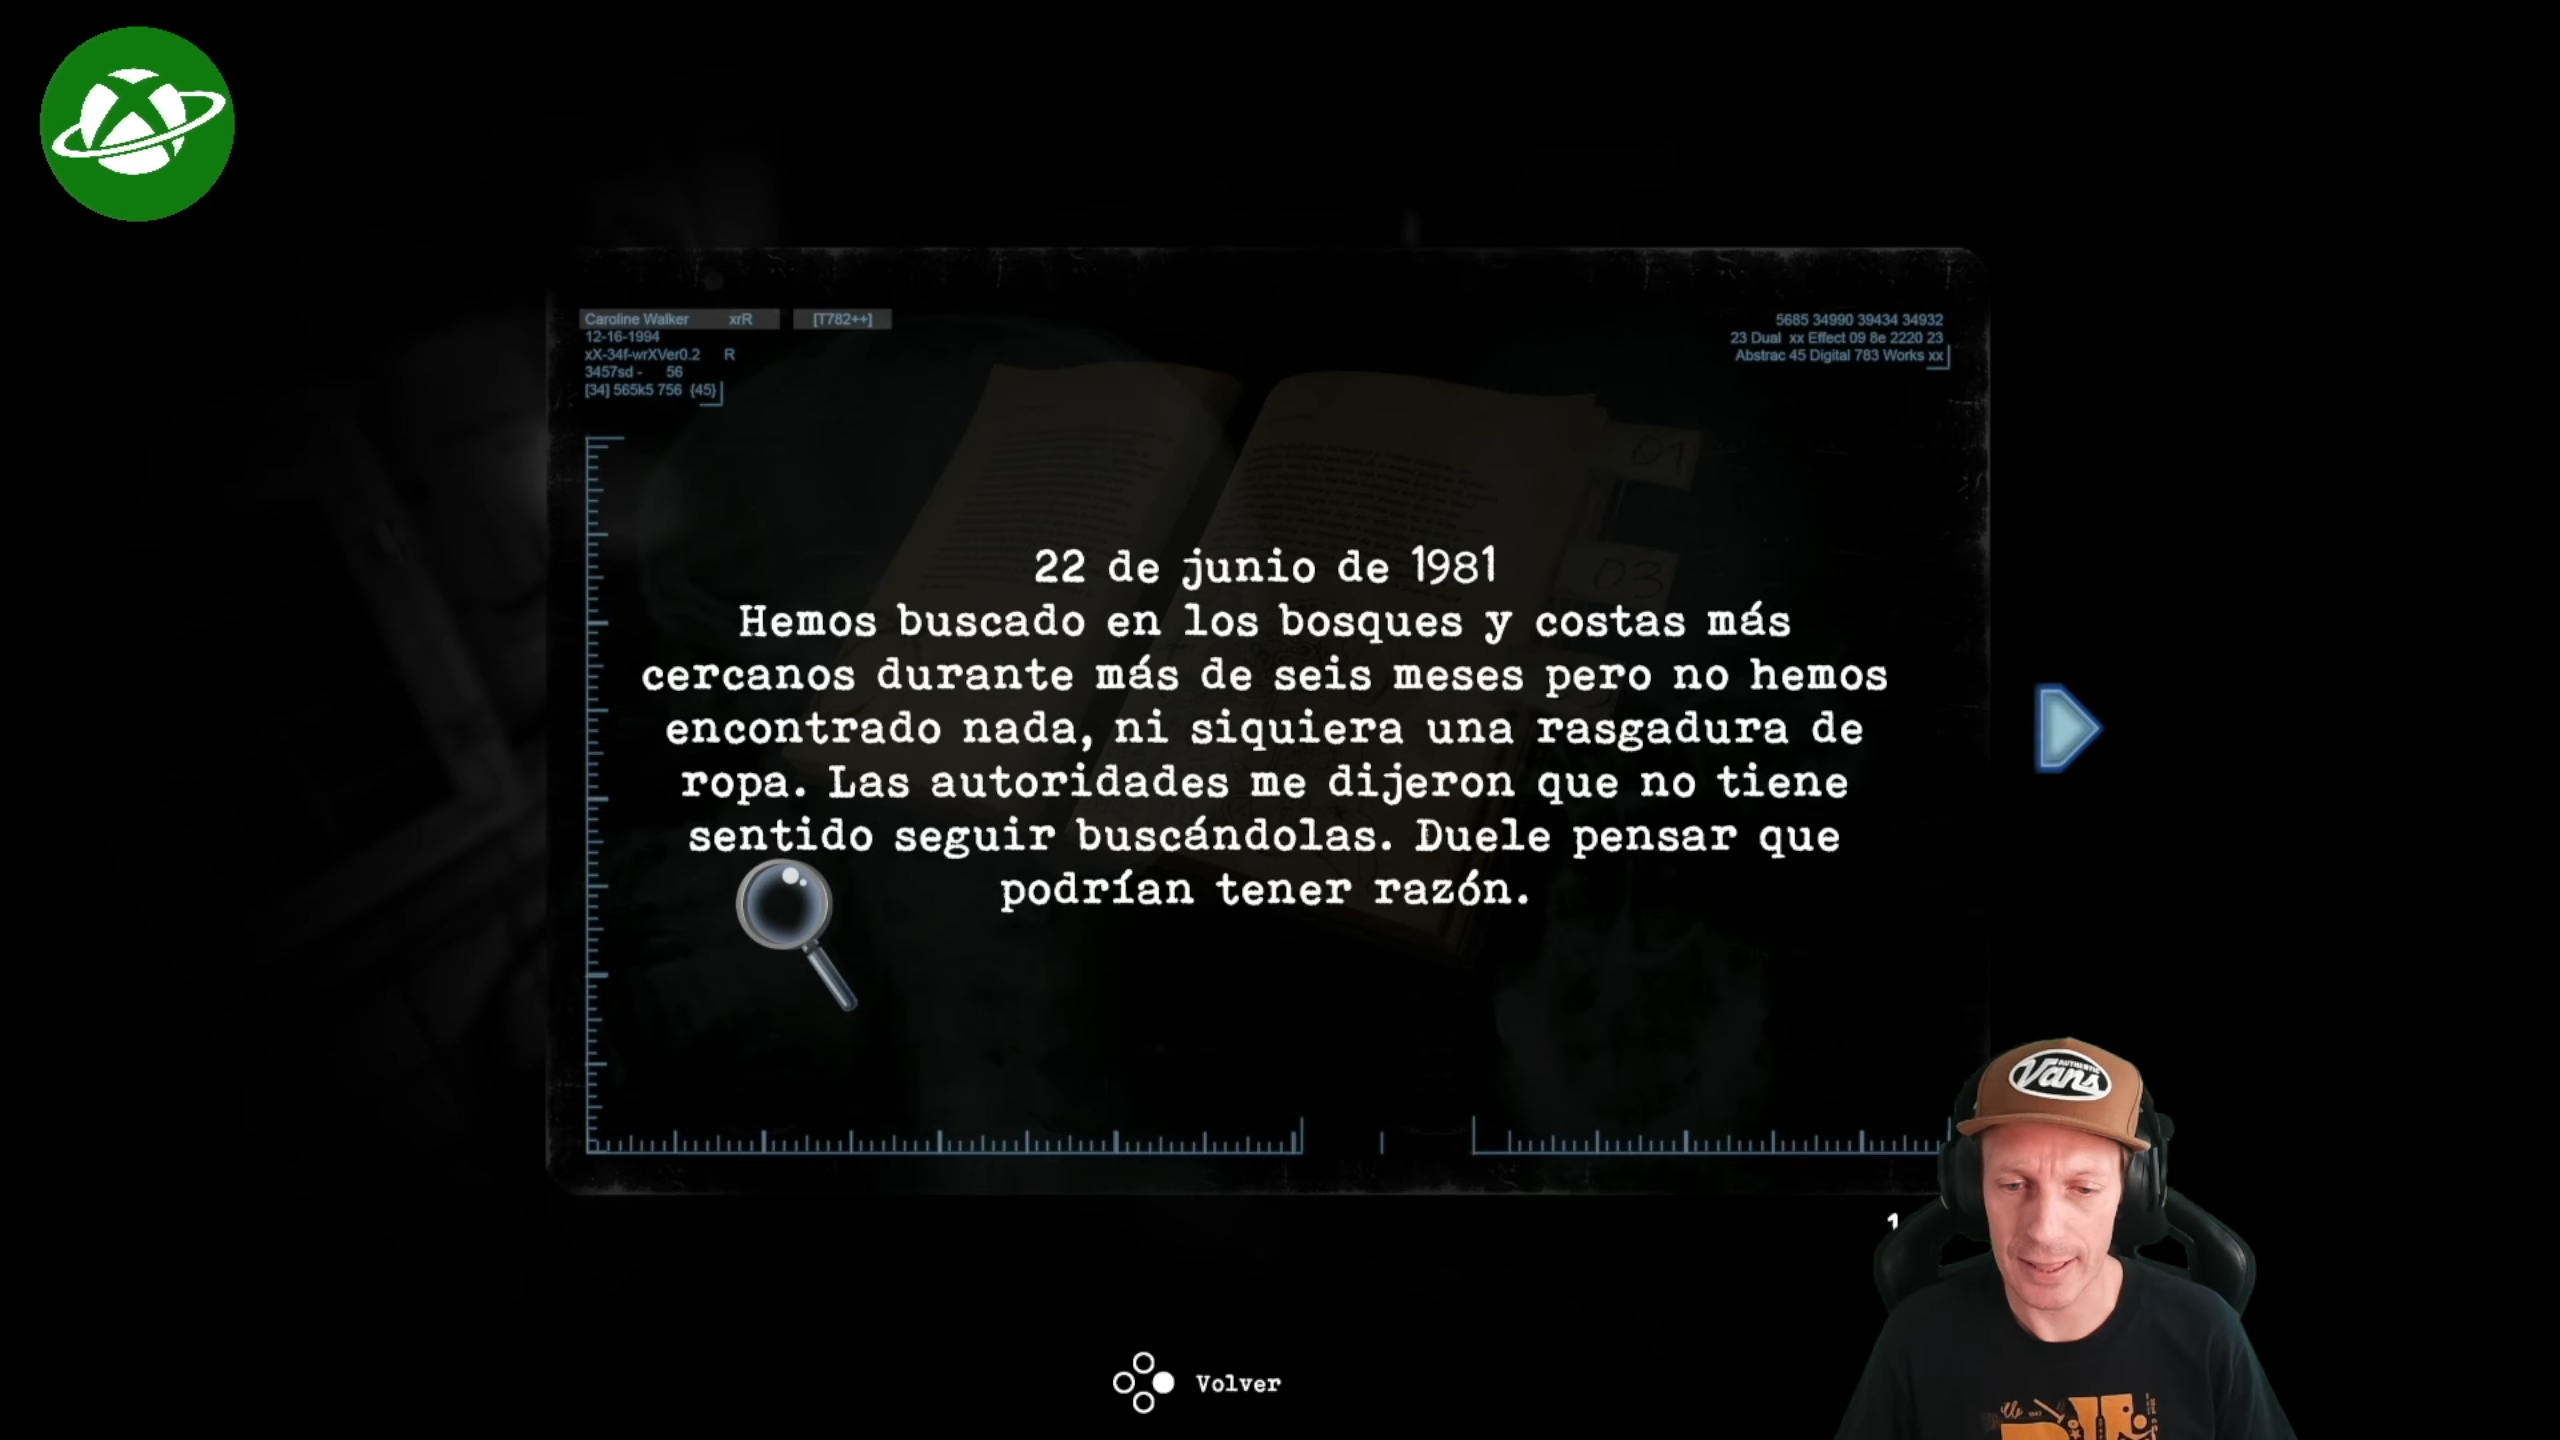 Caroline Walker xrR [T782++]
12-16-1994
xX-34f-wrXVer0.2 R
3457sd - 56
[34] 565k5 756 {45}
5685 34990 39434 34932
23 Dual xx Effect 09 8e 2220 23
Abstrac 45 Digital 783 Works xx
01
03
22 de junio de 1981
Hemos buscado en los bosques y costas más
cercanos durante más de seis meses pero no hemos
encontrado nada, ni siquiera una rasgadura de
ropa. Las autoridades me dijeron que no tiene
sentido seguir buscándolas. Duele pensar que
podrían tener razón.
AUTHENTIC
Vans
1
Volver